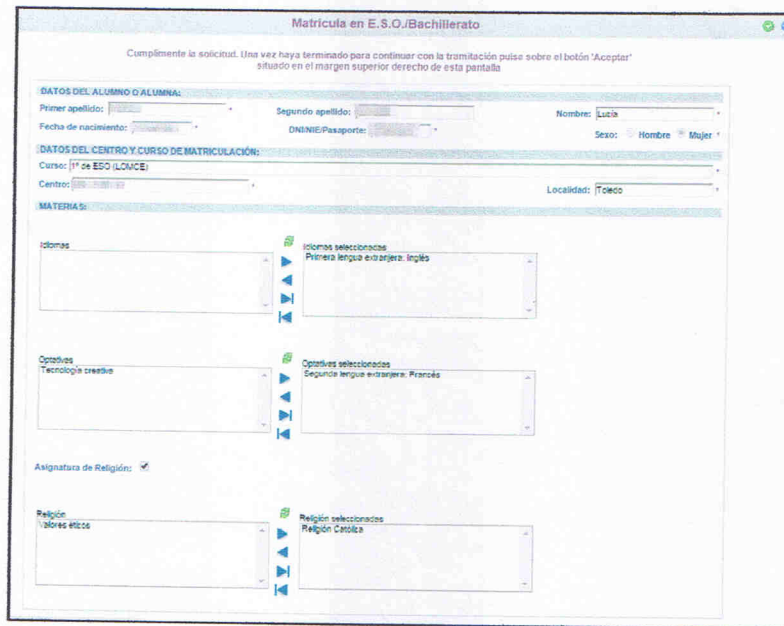 Matrícula en E.S.O./Bachillerato
Cumplimente la solicitud. Una vez haya terminado para continuar con la tramitación pulse sobre el botón 'Aceptar'
situado en el margen superior derecho de esta pantalla
DATOS DEL ALUMNO O ALUMNA:
Primer apellido: * Segundo apellido: Nombre: Lucía *
Fecha de nacimiento: * DNI/NIE/Pasaporte: * Sexo: Hombre Mujer *
DATOS DEL CENTRO Y CURSO DE MATRICULACIÓN:
Curso: 1º de ESO (LOMCE) *
Centro: * Localidad: Toledo *
MATERIAS:
Idiomas Idiomas seleccionadas
Primera lengua extranjera: Inglés
Optativas Optativas seleccionadas
Tecnología creativa Segunda lengua extranjera: Francés
Asignatura de Religión:
Religión Religión seleccionadas
Valores éticos Religión Católica